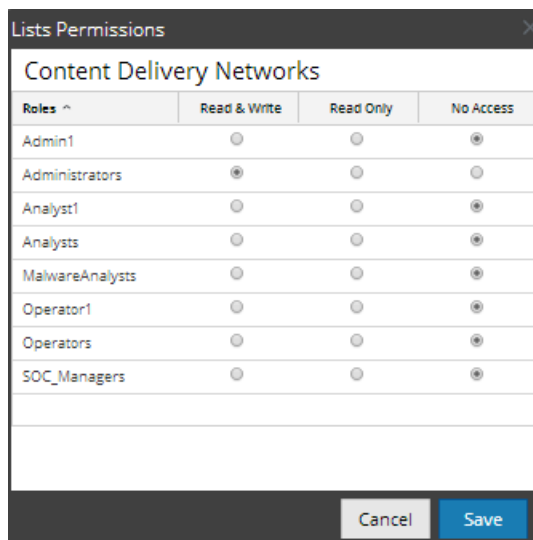 Lists Permissions
Content Delivery Networks
Roles Read & Write Read Only No Access
Admin1
Administrators
Analyst1
Analysts
MalwareAnalysts
Operator1
Operators
SOC_Managers
Cancel Save